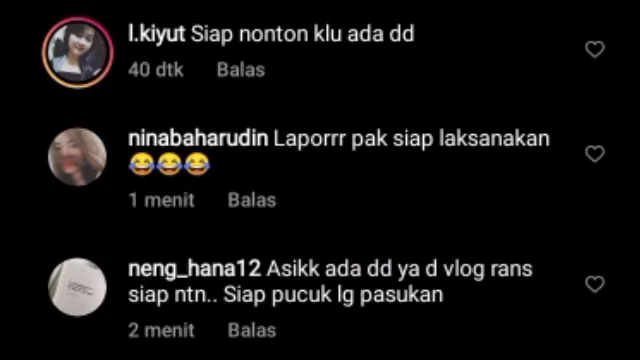 l.kiyut Siap nonton klu ada dd
40 dtk Balas
ninabaharudin Laporrr pak siap laksanakan
😂😂😂
1 menit Balas
neng_hana12 Asikk ada dd ya d vlog rans
siap ntn.. Siap pucuk lg pasukan
2 menit Balas